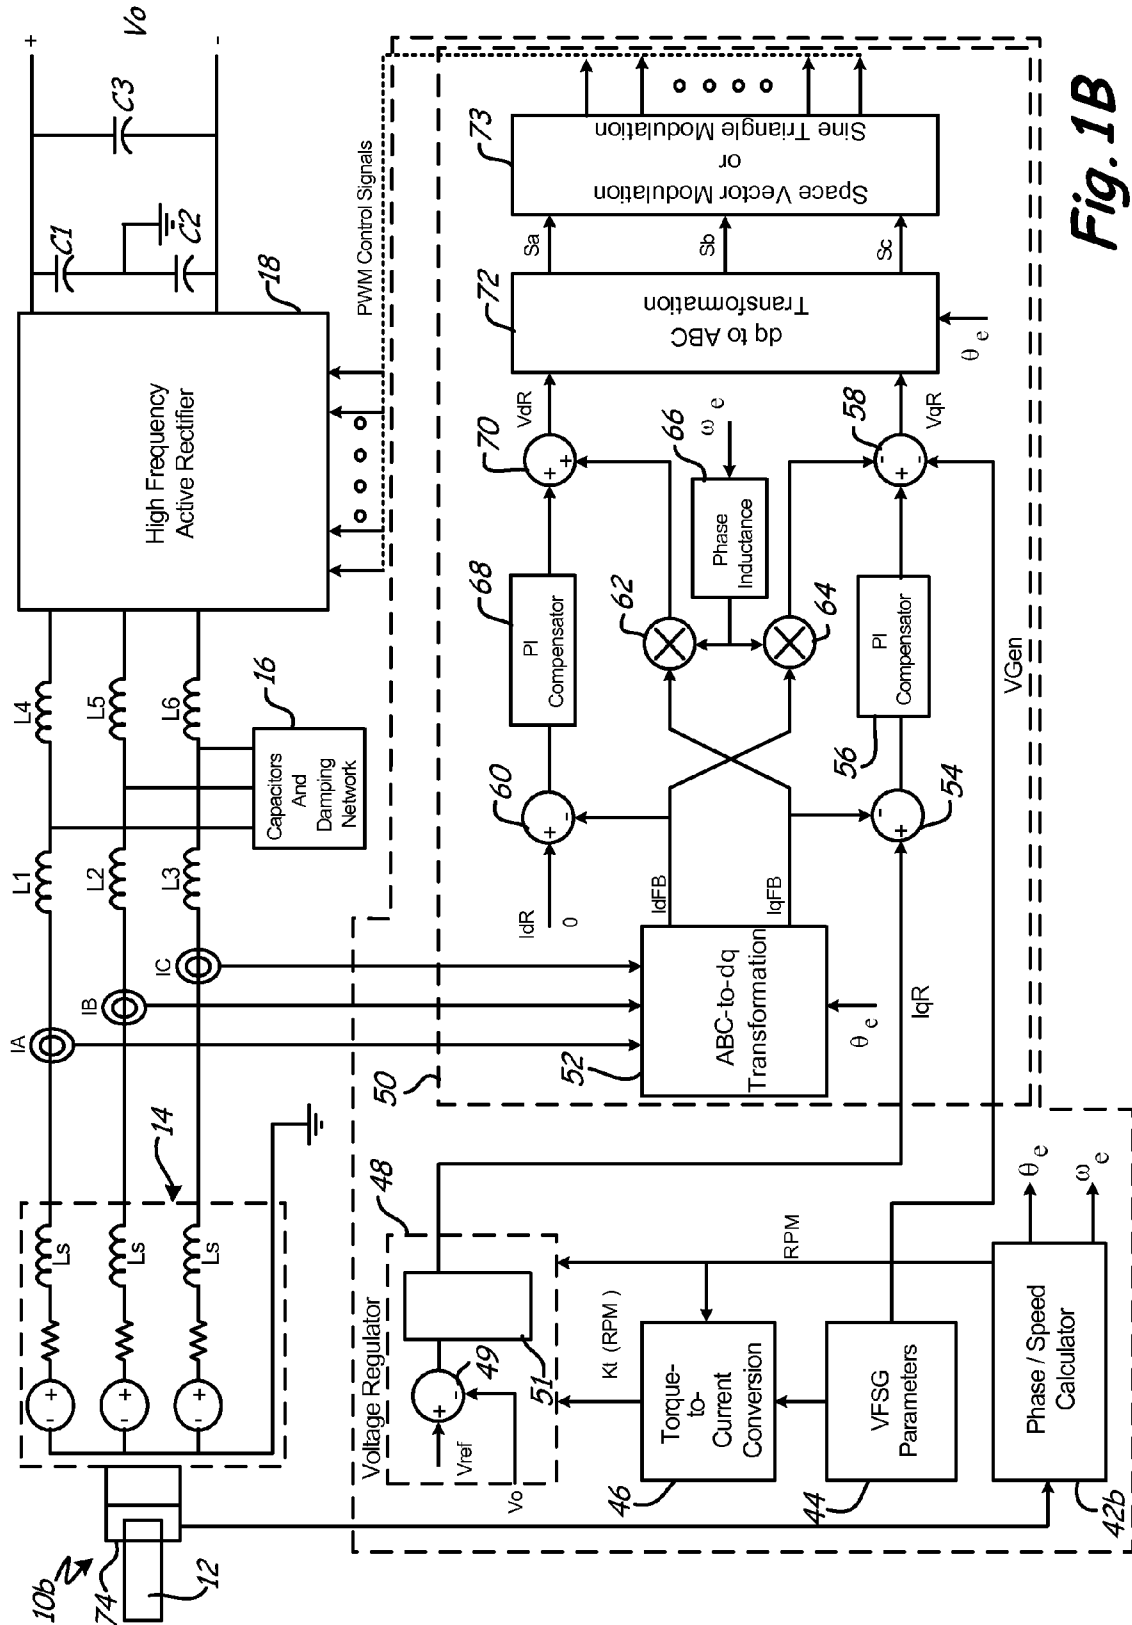 10b
74
12
14
Ls
Ls
Ls
+ -
+ -
+ -
IA
IB
IC
L1
L2
L3
L4
L5
L6
16
Capacitors
And
Damping
Network
High Frequency
Active Rectifier
18
C1
C2
C3
+
Vo
-
PWM Control Signals
Voltage Regulator
48
Vref
+
-
49
51
Vo
Kt (RPM )
RPM
Torque-
to-
Current
Conversion
46
VFSG
Parameters
44
Phase / Speed
Calculator
42b
θ e
ω e
50
ABC-to-dq
Transformation
52
θ e
IdFB
IqFB
IdR
0
+
-
60
PI
Compensator
68
+
+
70
VdR
62
64
Phase
Inductance
66
ω e
IqR
+
-
54
PI
Compensator
56
-
+
-
58
VqR
VGen
dq to ABC
Transformation
72
θ e
Sa
Sb
Sc
Space Vector Modulation
or
Sine Triangle Modulation
73
Fig. 1B